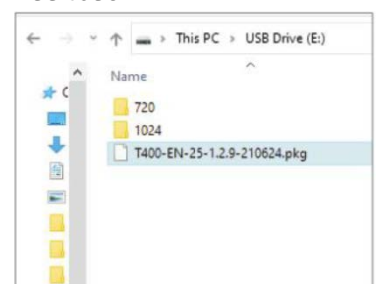 This PC > USB Drive (E:)
Name
720
1024
T400-EN-25-1.2.9-210624.pkg